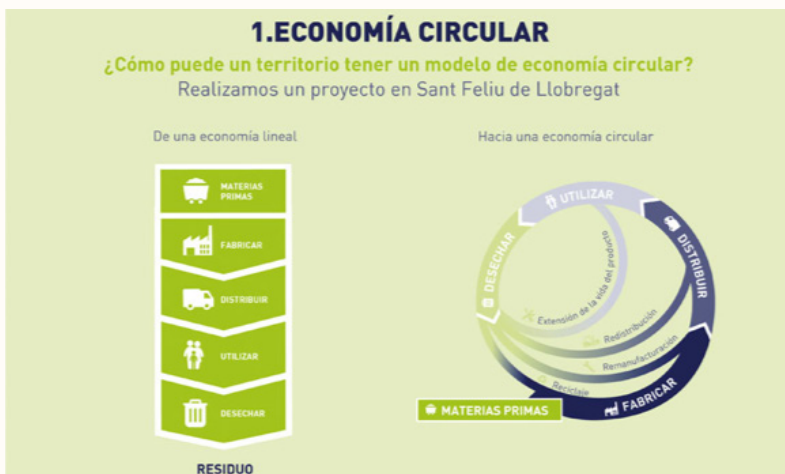 1.ECONOMÍA CIRCULAR
¿Cómo puede un territorio tener un modelo de economía circular?
Realizamos un proyecto en Sant Feliu de Llobregat
De una economía lineal
MATERIAS
PRIMAS
FABRICAR
DISTRIBUIR
UTILIZAR
DESECHAR
RESIDUO
Hacia una economía circular
UTILIZAR
DISTRIBUIR
DESECHAR
Extensión de la vida del producto
Redistribución
Remanufacturación
Reciclaje
FABRICAR
MATERIAS PRIMAS